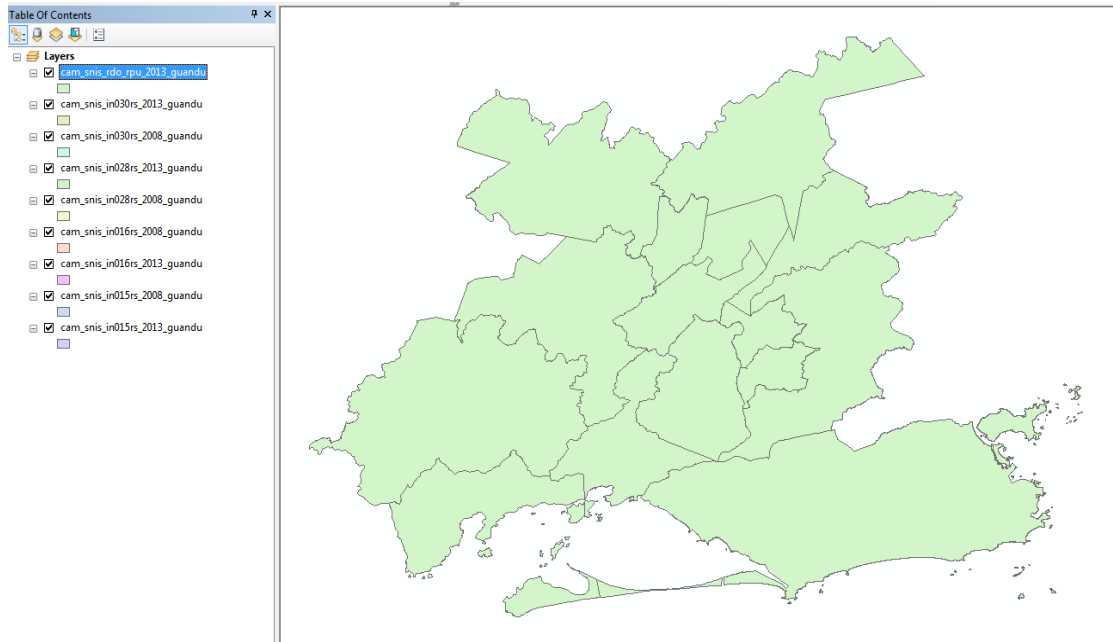 Table Of Contents
Layers
cam_snis_rdo_rpu_2013_guandu
cam_snis_in030rs_2013_guandu
cam_snis_in030rs_2008_guandu
cam_snis_in028rs_2013_guandu
cam_snis_in028rs_2008_guandu
cam_snis_in016rs_2008_guandu
cam_snis_in016rs_2013_guandu
cam_snis_in015rs_2008_guandu
cam_snis_in015rs_2013_guandu